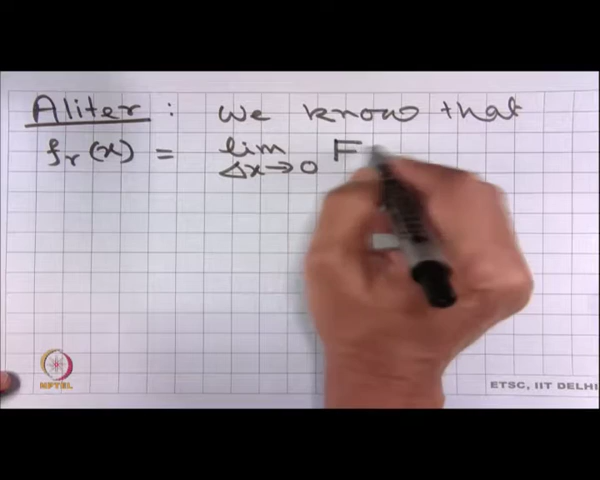 Aliter : We know that
fr(x) = lim F
Δx→0
NPTEL
ETSC, IIT DELHI